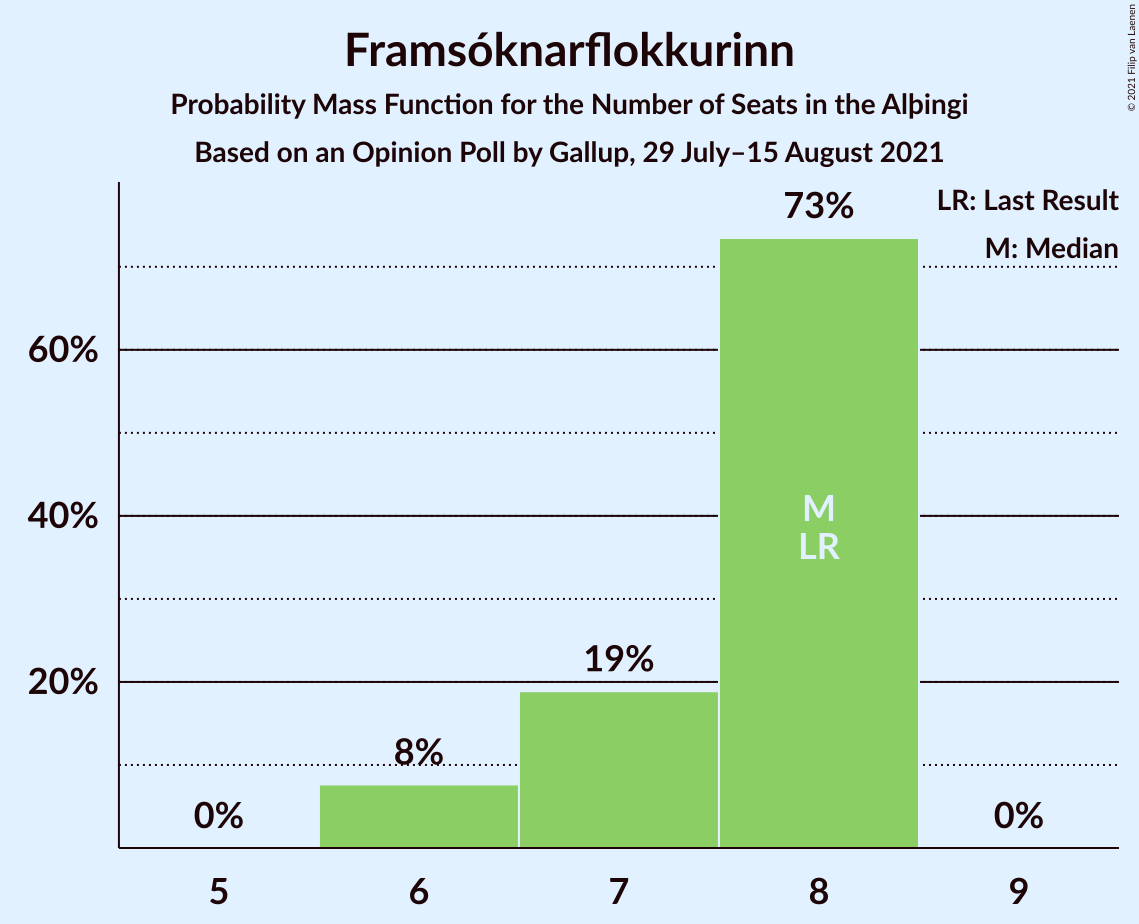 Framsóknarflokkurinn
Probability Mass Function for the Number of Seats in the Alþingi
Based on an Opinion Poll by Gallup, 29 July–15 August 2021
© 2021 Filip van Laenen
LR: Last Result
M: Median
60%
40%
20%
0%
8%
19%
73%
0%
M
LR
5
6
7
8
9